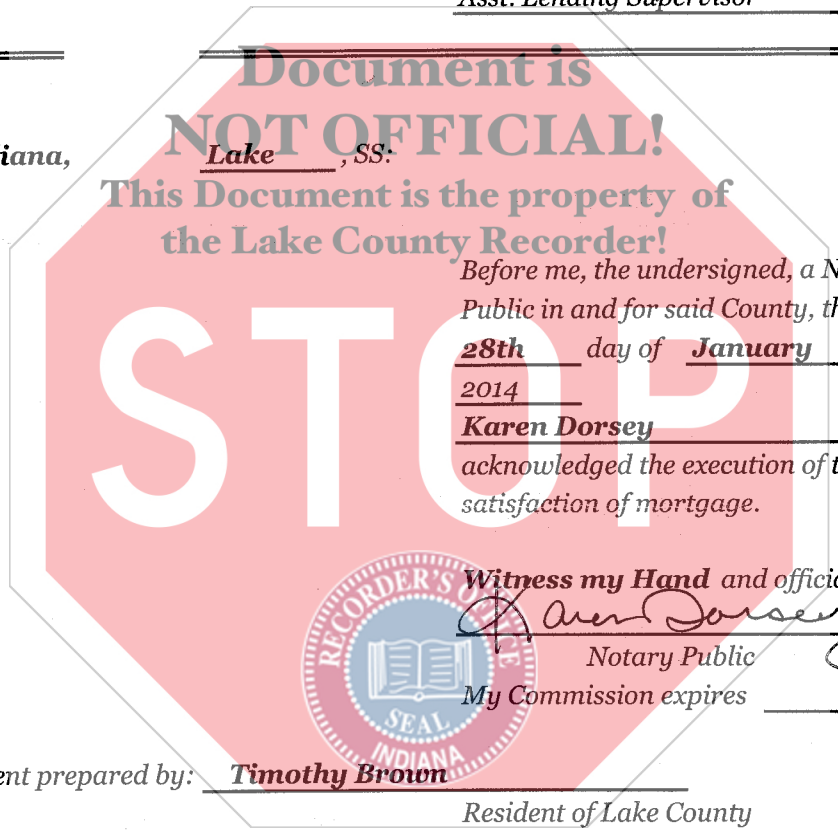 Asst. Lending Supervisor
Document is
NOT OFFICIAL!
iana, Lake , SS:
This Document is the property of
the Lake County Recorder!
Before me, the undersigned, a N
Public in and for said County, th
28th day of January
2014
Karen Dorsey
acknowledged the execution of t
satisfaction of mortgage.
STOP
Witness my Hand and officia
Karen Dorsey
Notary Public
My Commission expires
RECORDER'S OFFICE
SEAL
INDIANA
ent prepared by: Timothy Brown
Resident of Lake County